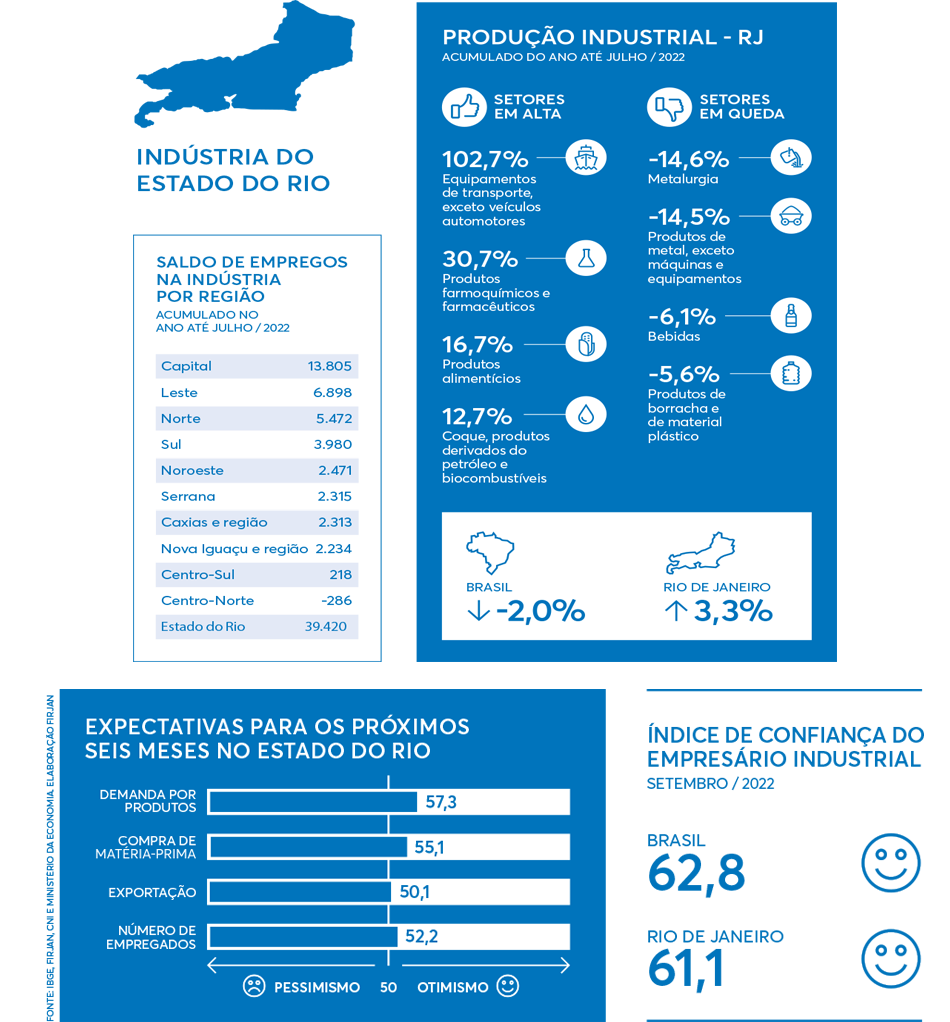 INDÚSTRIA DO
ESTADO DO RIO
SALDO DE EMPREGOS
NA INDÚSTRIA
POR REGIÃO
ACUMULADO NO
ANO ATÉ JULHO / 2022
Capital 13.805
Leste 6.898
Norte 5.472
Sul 3.980
Noroeste 2.471
Serrana 2.315
Caxias e região 2.313
Nova Iguaçu e região 2.234
Centro-Sul 218
Centro-Norte -286
Estado do Rio 39.420
PRODUÇÃO INDUSTRIAL - RJ
ACUMULADO DO ANO ATÉ JULHO / 2022
SETORES
EM ALTA
102,7%
Equipamentos
de transporte,
exceto veículos
automotores
30,7%
Produtos
farmoquímicos e
farmacêuticos
16,7%
Produtos
alimentícios
12,7%
Coque, produtos
derivados do
petróleo e
biocombustíveis
SETORES
EM QUEDA
-14,6%
Metalurgia
-14,5%
Produtos de
metal, exceto
máquinas e
equipamentos
-6,1%
Bebidas
-5,6%
Produtos de
borracha e
de material
plástico
BRASIL
↓ -2,0%
RIO DE JANEIRO
↑ 3,3%
EXPECTATIVAS PARA OS PRÓXIMOS
SEIS MESES NO ESTADO DO RIO
DEMANDA POR
PRODUTOS
57,3
COMPRA DE
MATÉRIA-PRIMA
55,1
EXPORTAÇÃO
50,1
NÚMERO DE
EMPREGADOS
52,2
PESSIMISMO 50 OTIMISMO
FONTE: IBGE, FIRJAN, CNI E MINISTÉRIO DA ECONOMIA. ELABORAÇÃO FIRJAN
ÍNDICE DE CONFIANÇA DO
EMPRESÁRIO INDUSTRIAL
SETEMBRO / 2022
BRASIL
62,8
RIO DE JANEIRO
61,1